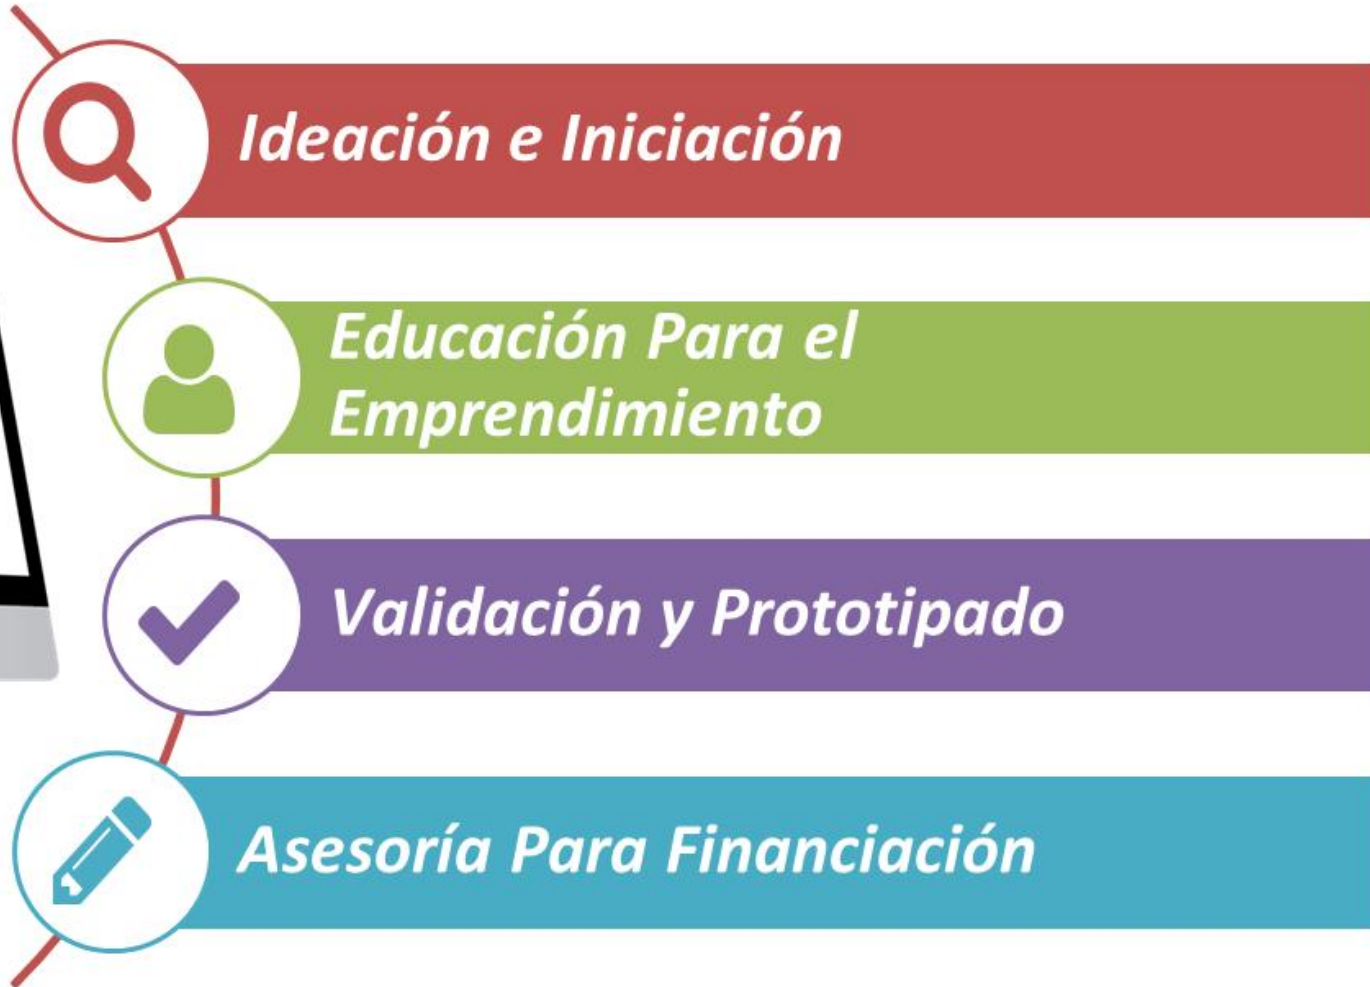 Ideación e Iniciación
Educación Para el
Emprendimiento
Validación y Prototipado
Asesoría Para Financiación